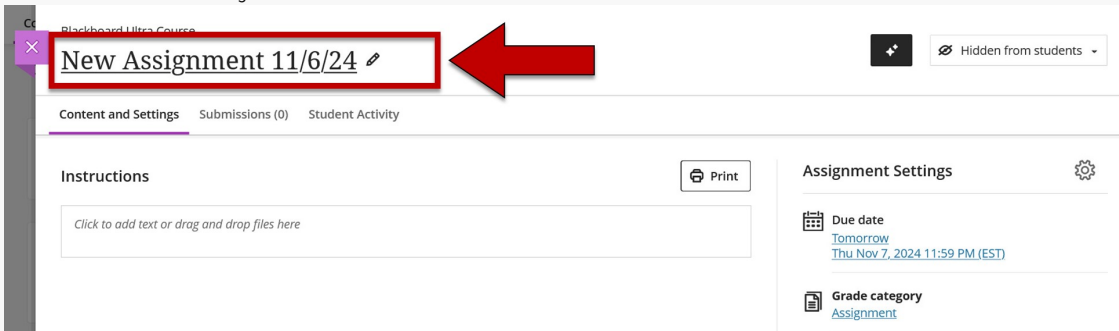 Blackboard Ultra Course
New Assignment 11/6/24
Hidden from students
Content and Settings Submissions (0) Student Activity
Instructions
Print
Click to add text or drag and drop files here
Assignment Settings
Due date
Tomorrow
Thu Nov 7, 2024 11:59 PM (EST)
Grade category
Assignment